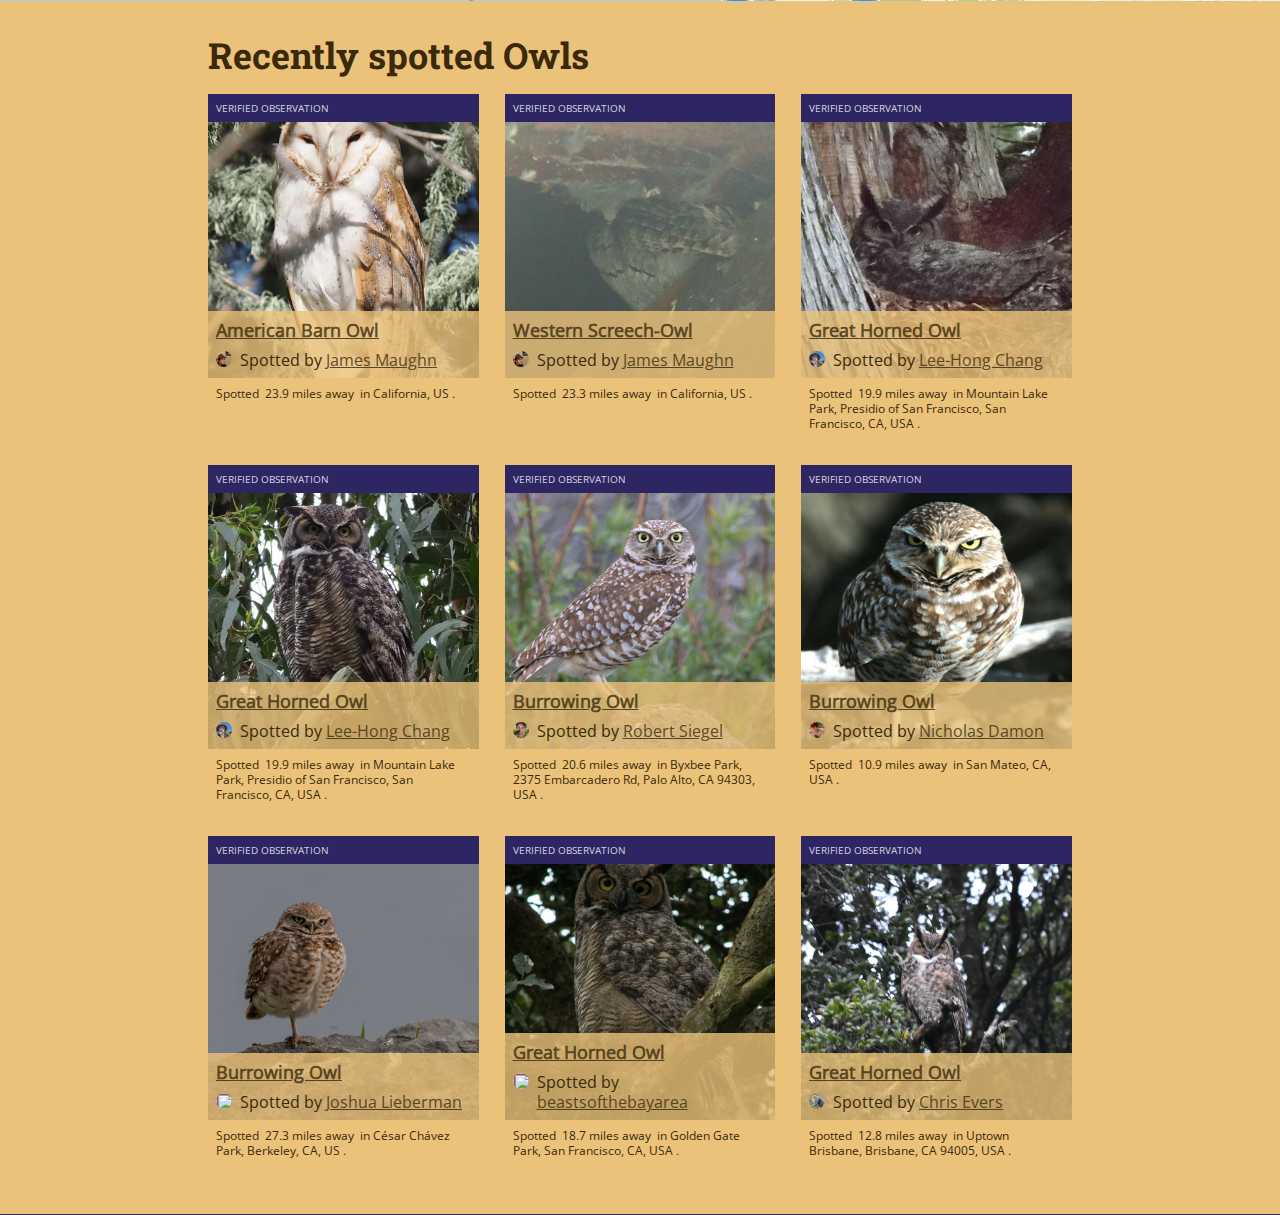 Recently spotted Owls
VERIFIED OBSERVATION
American Barn Owl
Spotted by James Maughn
Spotted 23.9 miles away in California, US .
VERIFIED OBSERVATION
Western Screech-Owl
Spotted by James Maughn
Spotted 23.3 miles away in California, US .
VERIFIED OBSERVATION
Great Horned Owl
Spotted by Lee-Hong Chang
Spotted 19.9 miles away in Mountain Lake
Park, Presidio of San Francisco, San
Francisco, CA, USA .
VERIFIED OBSERVATION
Great Horned Owl
Spotted by Lee-Hong Chang
Spotted 19.9 miles away in Mountain Lake
Park, Presidio of San Francisco, San
Francisco, CA, USA .
VERIFIED OBSERVATION
Burrowing Owl
Spotted by Robert Siegel
Spotted 20.6 miles away in Byxbee Park,
2375 Embarcadero Rd, Palo Alto, CA 94303,
USA .
VERIFIED OBSERVATION
Burrowing Owl
Spotted by Nicholas Damon
Spotted 10.9 miles away in San Mateo, CA,
USA .
VERIFIED OBSERVATION
Burrowing Owl
Spotted by Joshua Lieberman
Spotted 27.3 miles away in César Chávez
Park, Berkeley, CA, US .
VERIFIED OBSERVATION
Great Horned Owl
Spotted by
beastsofthebayarea
Spotted 18.7 miles away in Golden Gate
Park, San Francisco, CA, USA .
VERIFIED OBSERVATION
Great Horned Owl
Spotted by Chris Evers
Spotted 12.8 miles away in Uptown
Brisbane, Brisbane, CA 94005, USA .